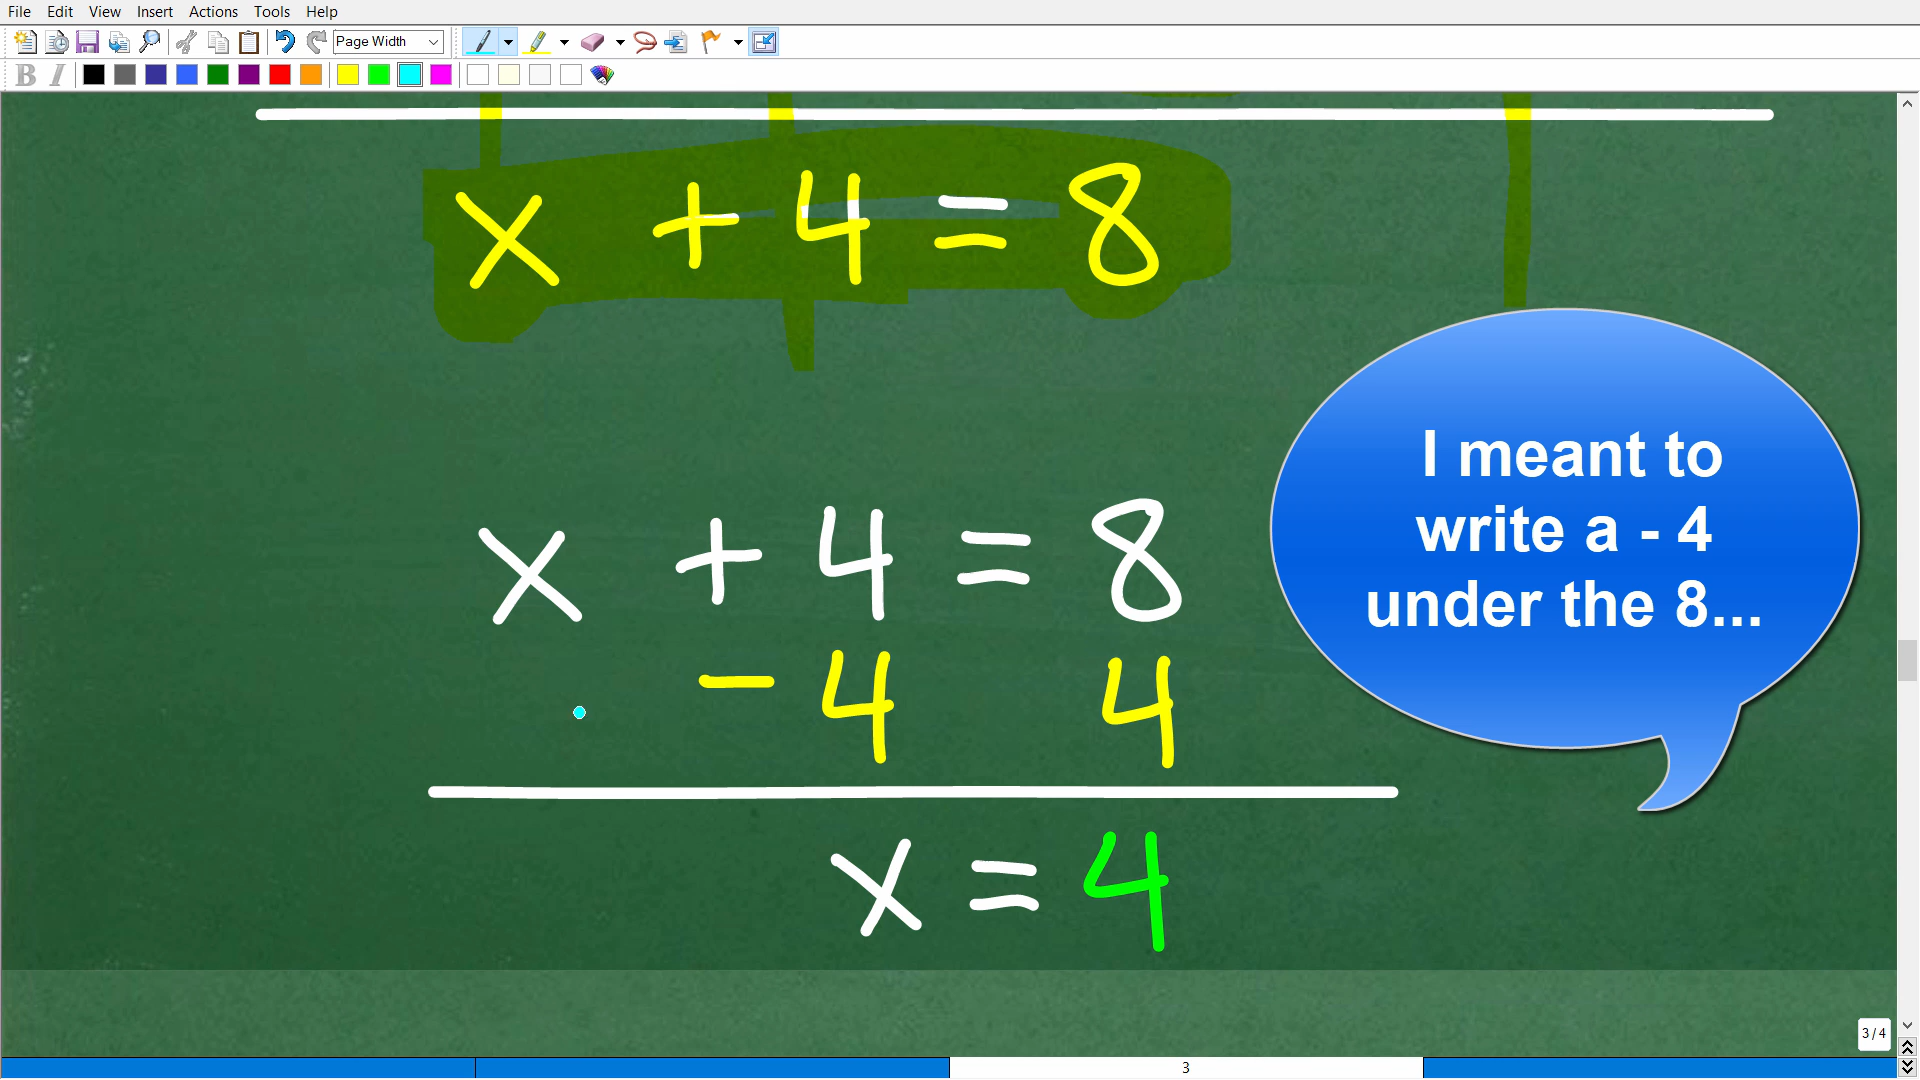 File Edit View Insert Actions Tools Help
Page Width
B I
x + 4 = 8
x + 4 = 8
- 4 4
x = 4
I meant to
write a - 4
under the 8...
3 / 4
3